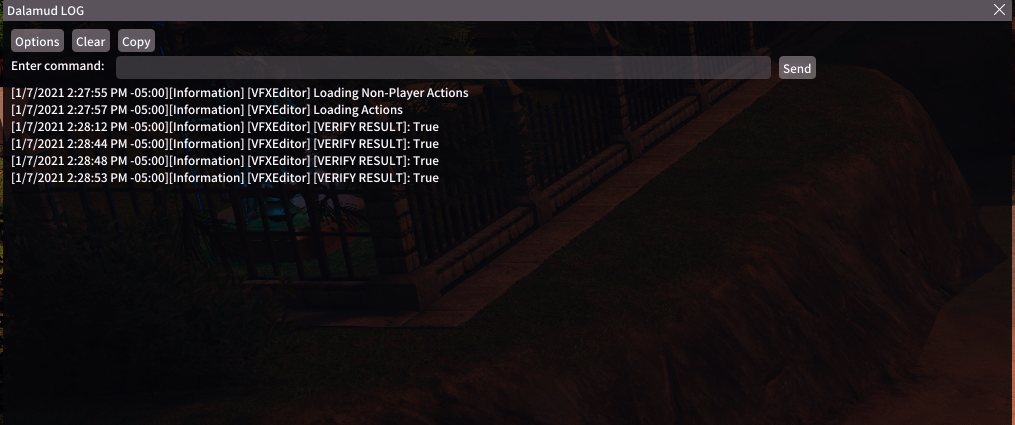 Dalamud LOG
Options Clear Copy
Enter command: Send
[1/7/2021 2:27:55 PM -05:00][Information] [VFXEditor] Loading Non-Player Actions
[1/7/2021 2:27:57 PM -05:00][Information] [VFXEditor] Loading Actions
[1/7/2021 2:28:12 PM -05:00][Information] [VFXEditor] [VERIFY RESULT]: True
[1/7/2021 2:28:44 PM -05:00][Information] [VFXEditor] [VERIFY RESULT]: True
[1/7/2021 2:28:48 PM -05:00][Information] [VFXEditor] [VERIFY RESULT]: True
[1/7/2021 2:28:53 PM -05:00][Information] [VFXEditor] [VERIFY RESULT]: True